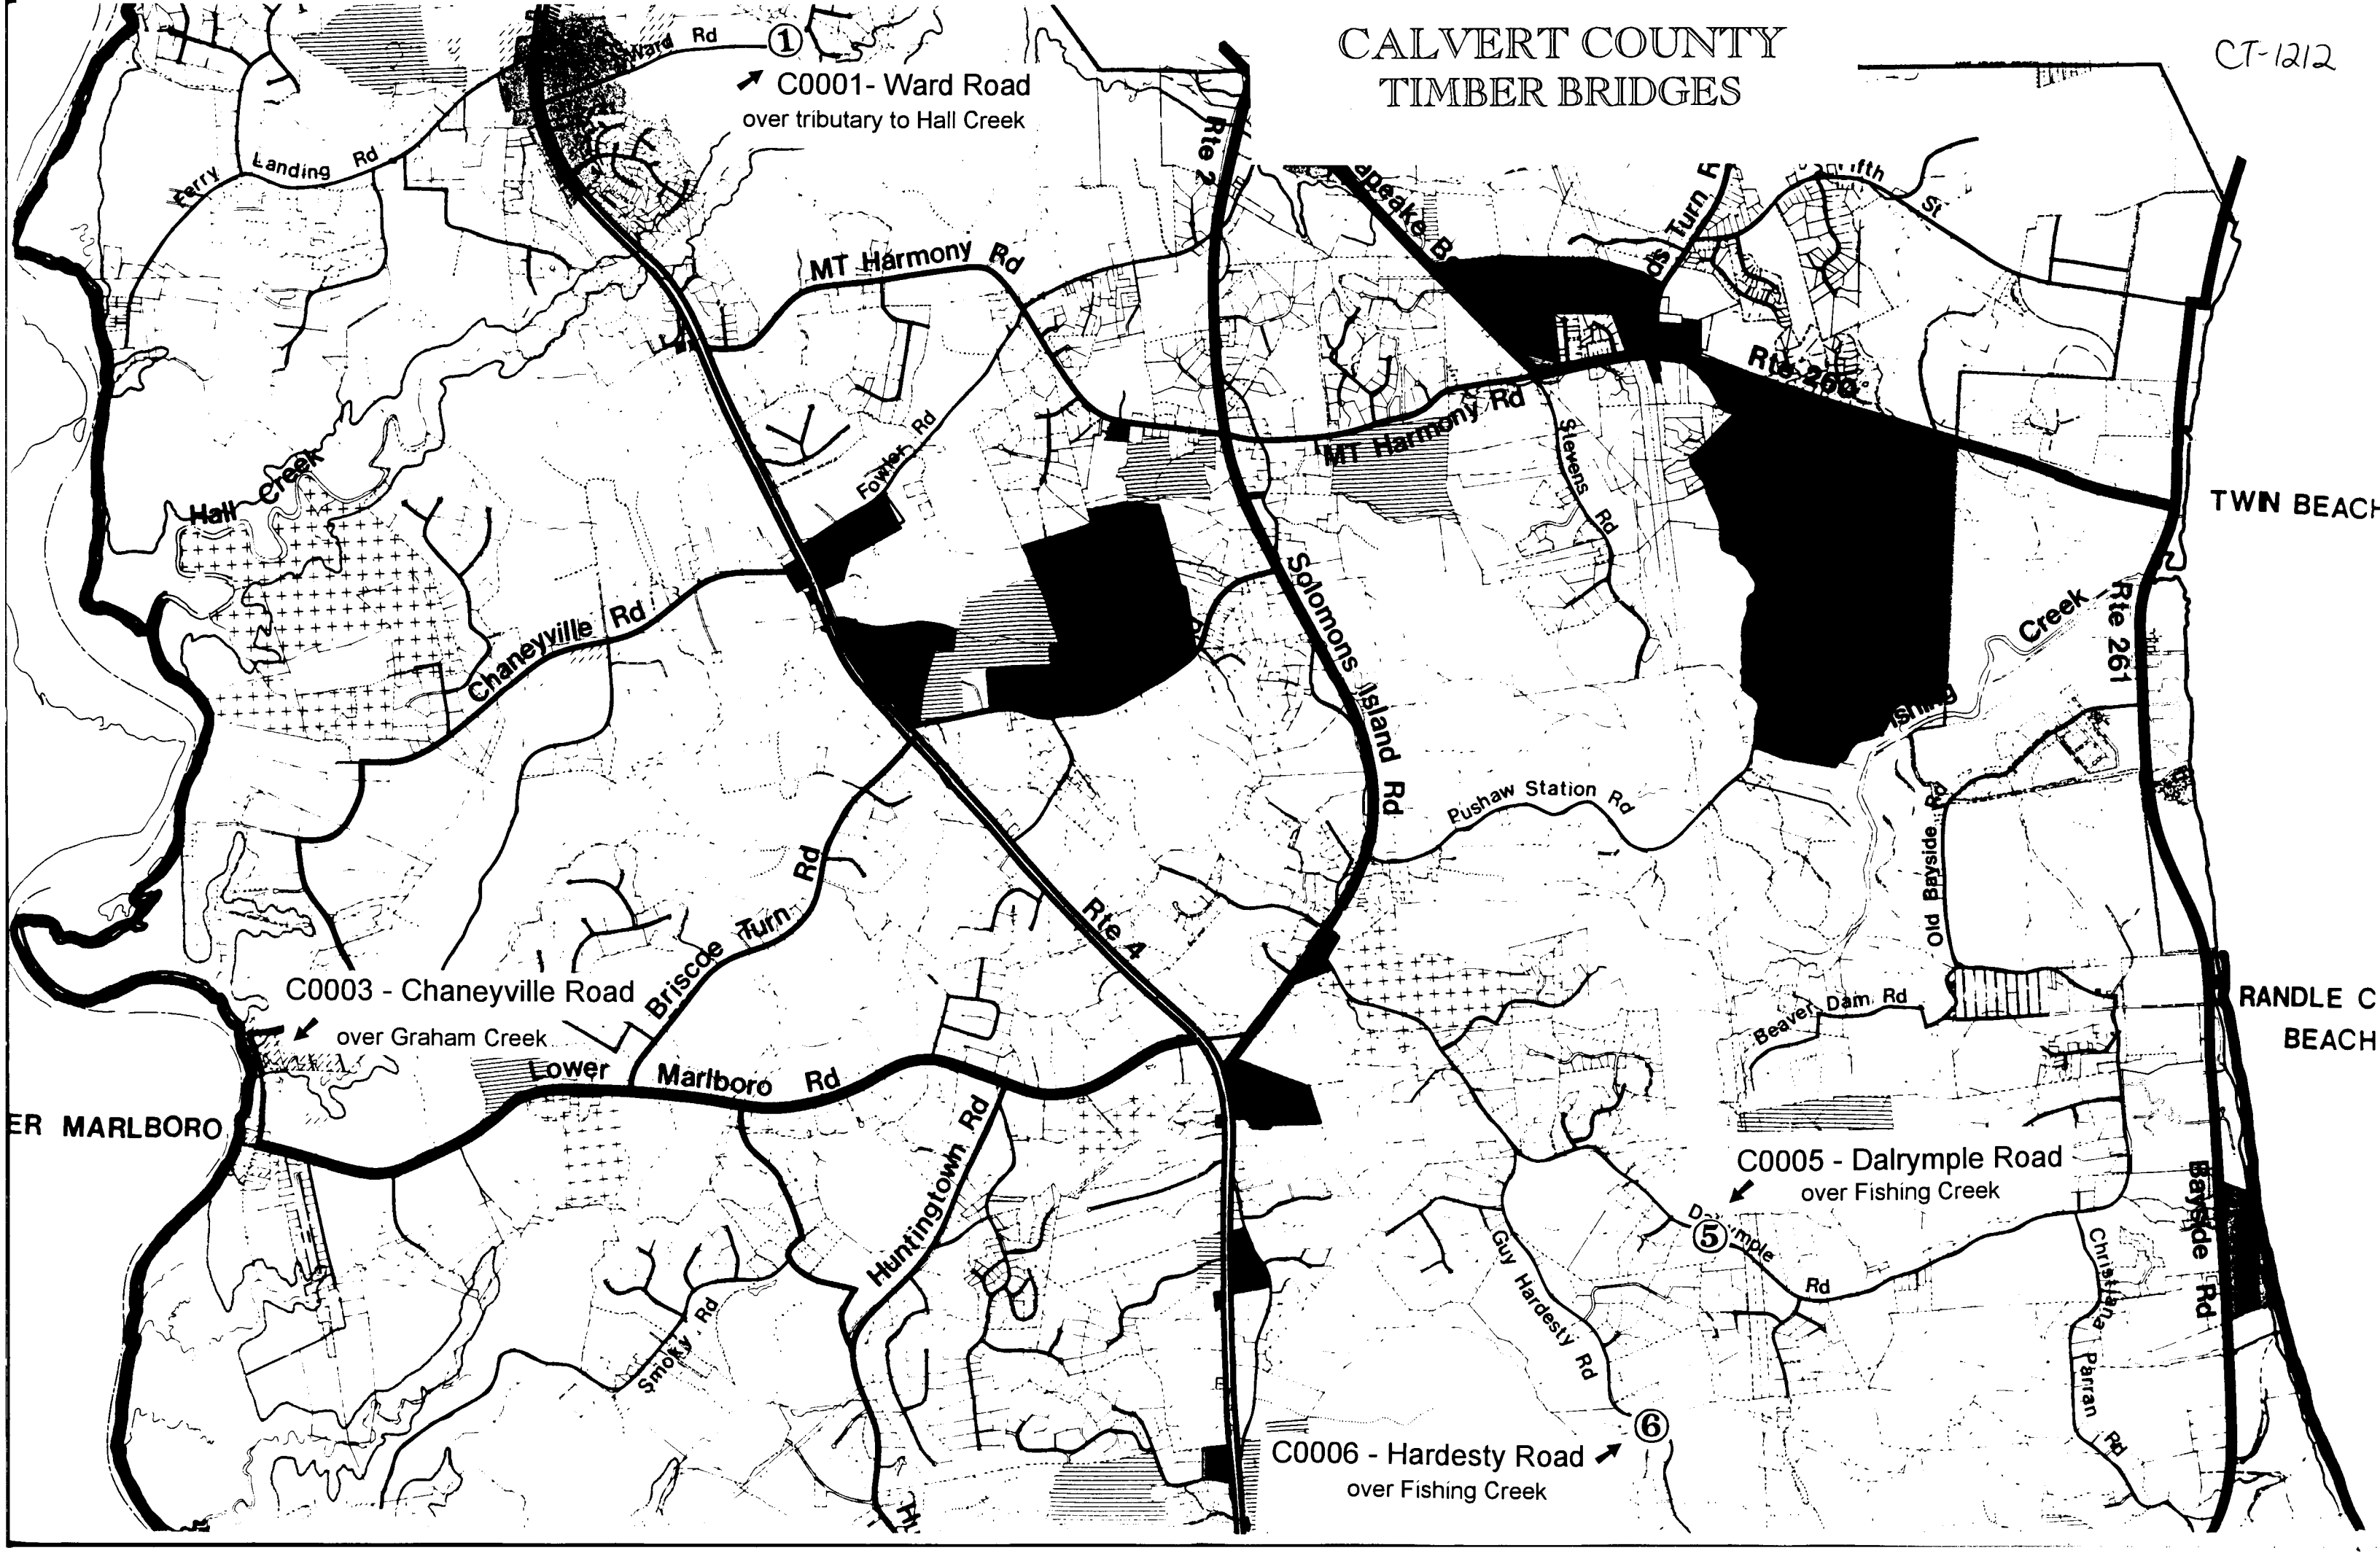 CALVERT COUNTY
TIMBER BRIDGES
CT-1212
Ward Rd
1
C0001- Ward Road
over tributary to Hall Creek
Ferry Landing Rd
Rte 2
apeake B
Turn R
ifth St
MT Harmony Rd
Rte 260
MT Harmony Rd
Fowler Rd
Stevens Rd
Hall Creek
TWIN BEACH
Solomons Island Rd
Chaneyville Rd
Creek
Rte 261
ishing
Pushaw Station Rd
Old Bayside Rd
Briscoe Turn Rd
Rte 4
C0003 - Chaneyville Road
over Graham Creek
Beaver Dam Rd
RANDLE C
BEACH
Lower Marlboro Rd
ER MARLBORO
Huntingtown Rd
C0005 - Dalrymple Road
over Fishing Creek
Bayside Rd
5
mple Rd
Guy Hardesty Rd
Christiana Parran Rd
Smoky Rd
6
C0006 - Hardesty Road
over Fishing Creek